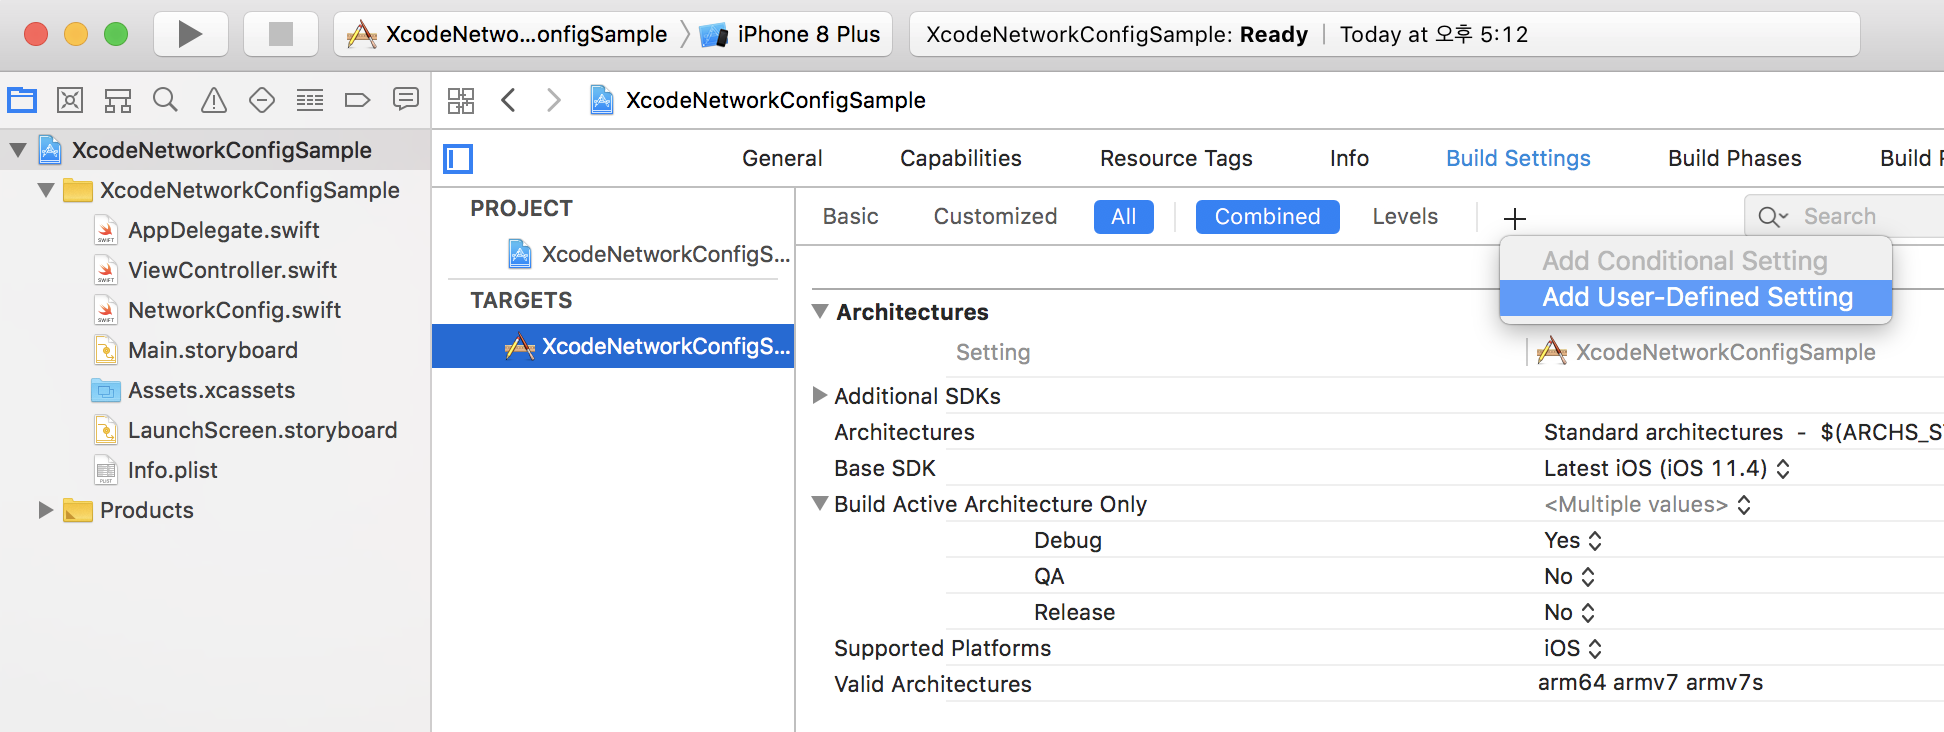 XcodeNetwo...onfigSample 〉 iPhone 8 Plus
XcodeNetworkConfigSample: Ready | Today at 오후 5:12
XcodeNetworkConfigSample
XcodeNetworkConfigSample
XcodeNetworkConfigSample
AppDelegate.swift
ViewController.swift
NetworkConfig.swift
Main.storyboard
Assets.xcassets
LaunchScreen.storyboard
Info.plist
Products
General Capabilities Resource Tags Info Build Settings Build Phases Build
PROJECT
XcodeNetworkConfigS...
TARGETS
XcodeNetworkConfigS...
Basic Customized All Combined Levels + Search
Add Conditional Setting
Add User-Defined Setting
Architectures
Setting XcodeNetworkConfigSample
Additional SDKs
Architectures Standard architectures - $(ARCHS_S
Base SDK Latest iOS (iOS 11.4)
Build Active Architecture Only <Multiple values>
Debug Yes
QA No
Release No
Supported Platforms iOS
Valid Architectures arm64 armv7 armv7s